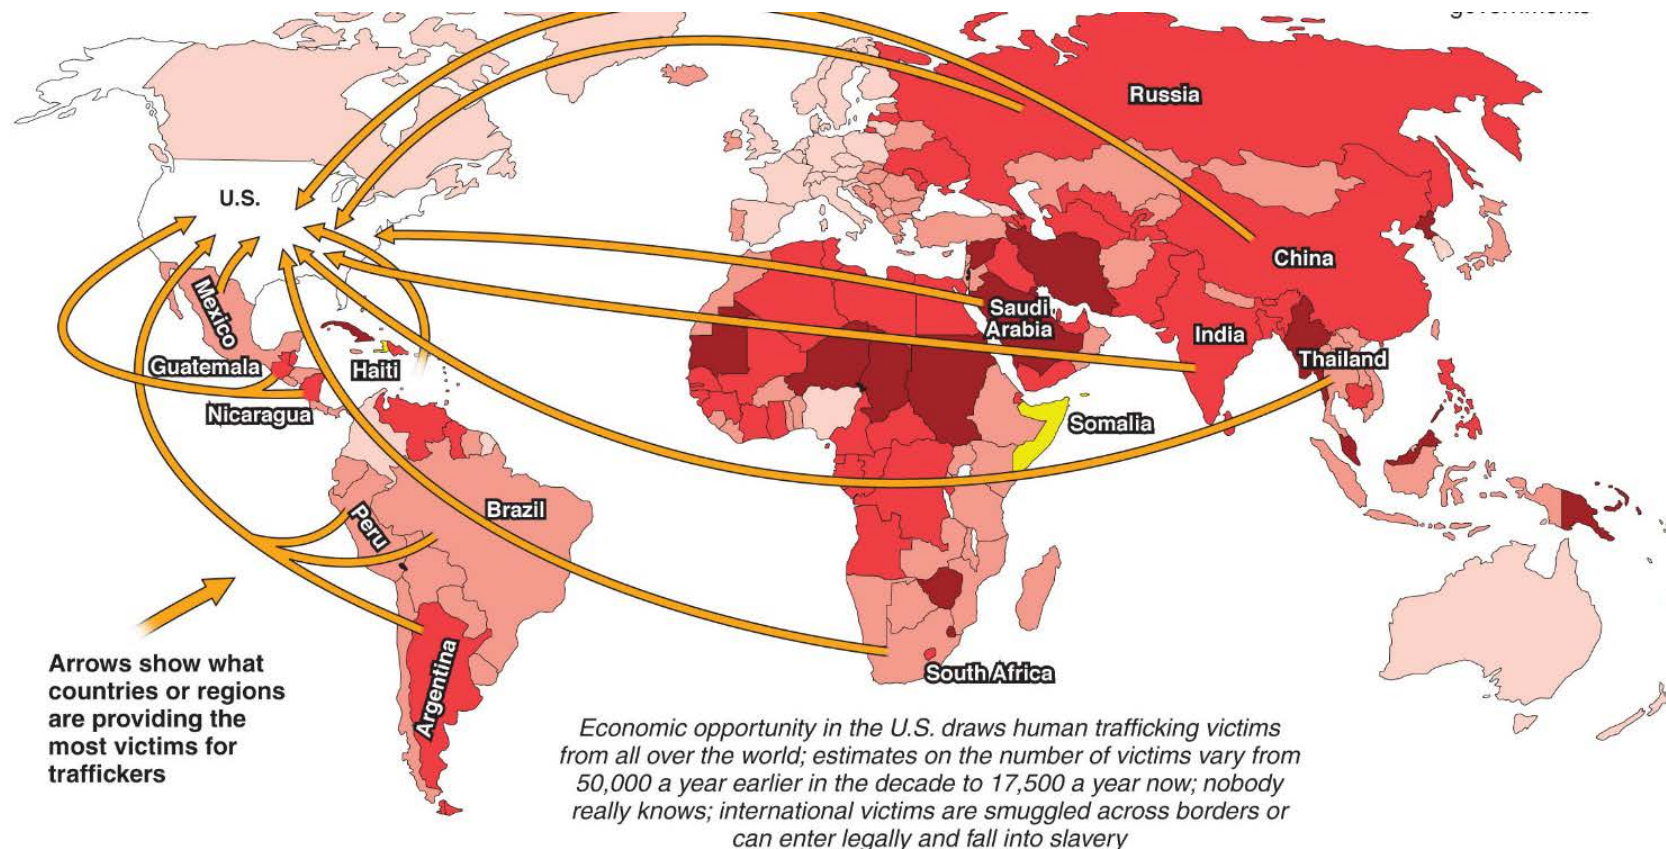 governments
Russia
U.S.
China
Mexico
Saudi
Arabia
India
Guatemala
Haiti
Thailand
Nicaragua
Somalia
Brazil
Peru
Argentina
South Africa
Arrows show what
countries or regions
are providing the
most victims for
traffickers
Economic opportunity in the U.S. draws human trafficking victims
from all over the world; estimates on the number of victims vary from
50,000 a year earlier in the decade to 17,500 a year now; nobody
really knows; international victims are smuggled across borders or
can enter legally and fall into slavery